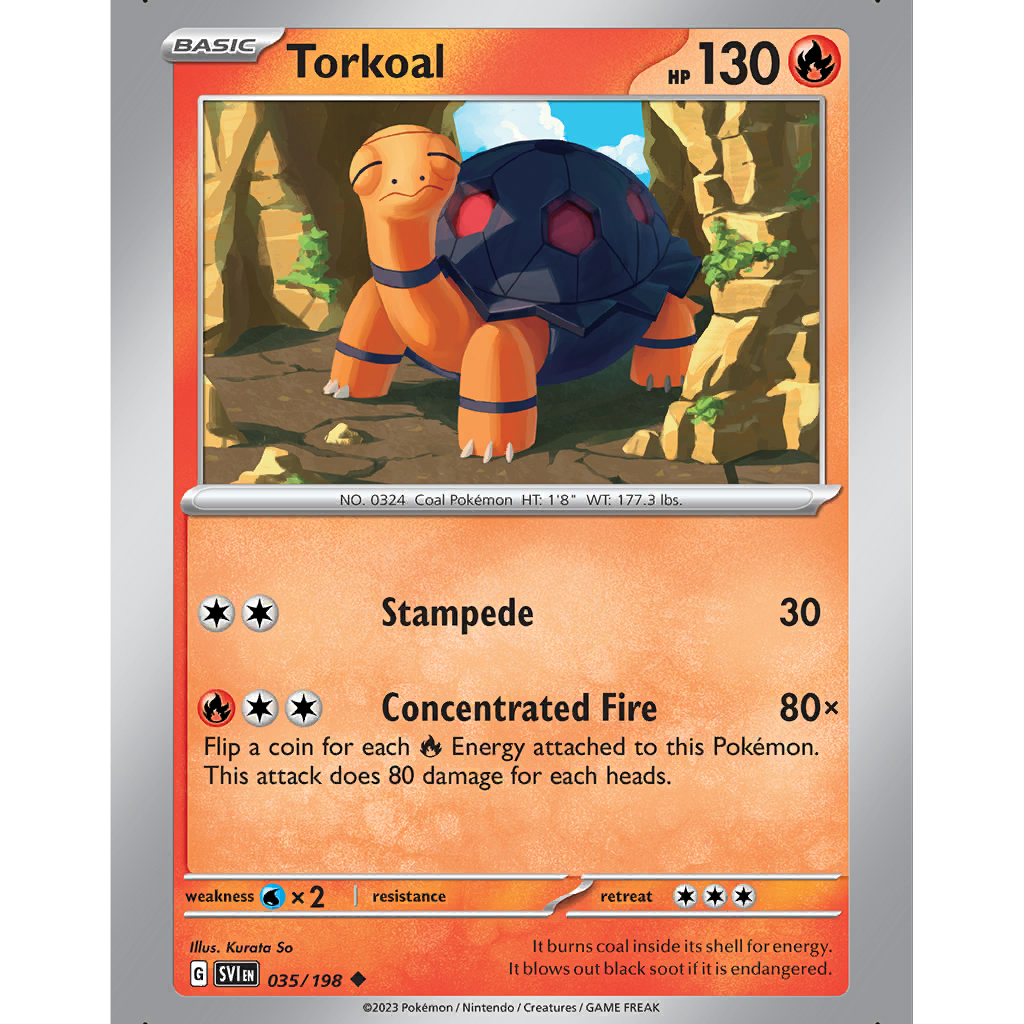 BASIC Torkoal HP 130
NO. 0324 Coal Pokémon HT: 1'8" WT: 177.3 lbs.
Stampede 30
Concentrated Fire 80×
Flip a coin for each Energy attached to this Pokémon.
This attack does 80 damage for each heads.
weakness ×2 resistance retreat
Illus. Kurata So
G SVI EN 035/198
It burns coal inside its shell for energy.
It blows out black soot if it is endangered.
©2023 Pokémon / Nintendo / Creatures / GAME FREAK